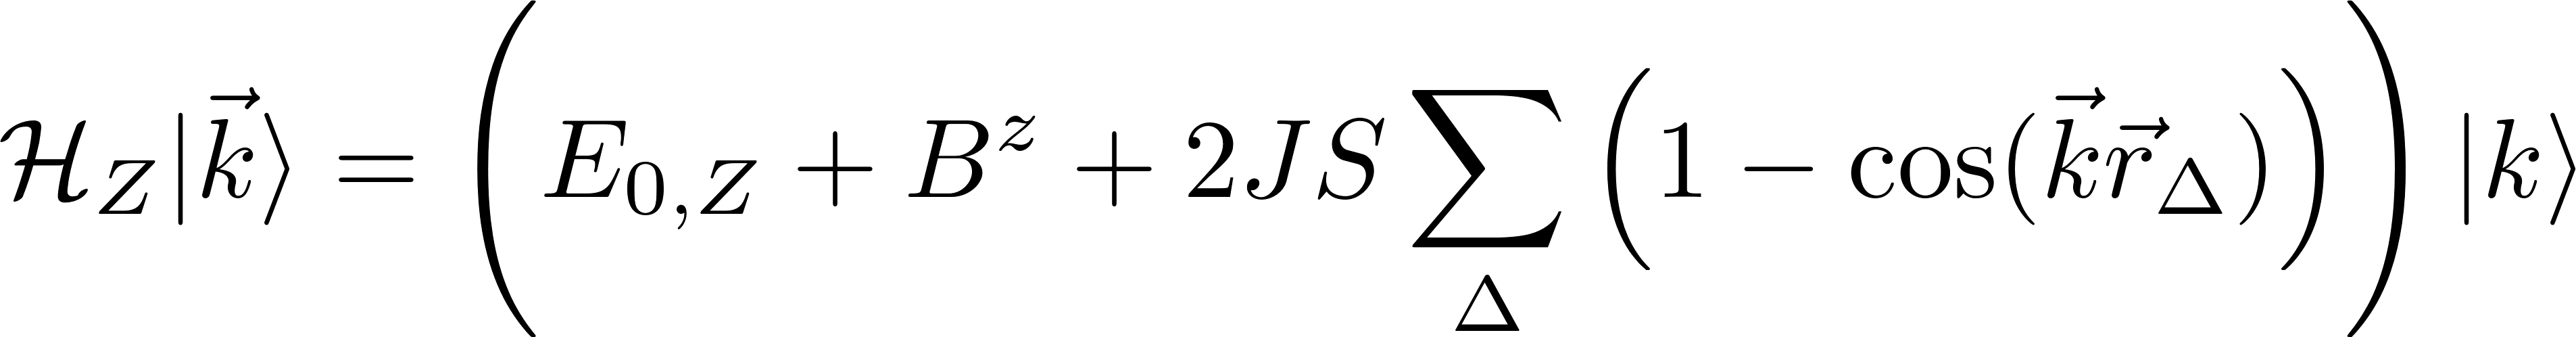 \mathcal{H}_Z|\vec{k}\rangle = \left( E_{0,Z} + B^z + 2JS \sum_{\Delta} \left( 1 - \cos(\vec{k}\vec{r}_{\Delta}) \right) \right) |k\rangle